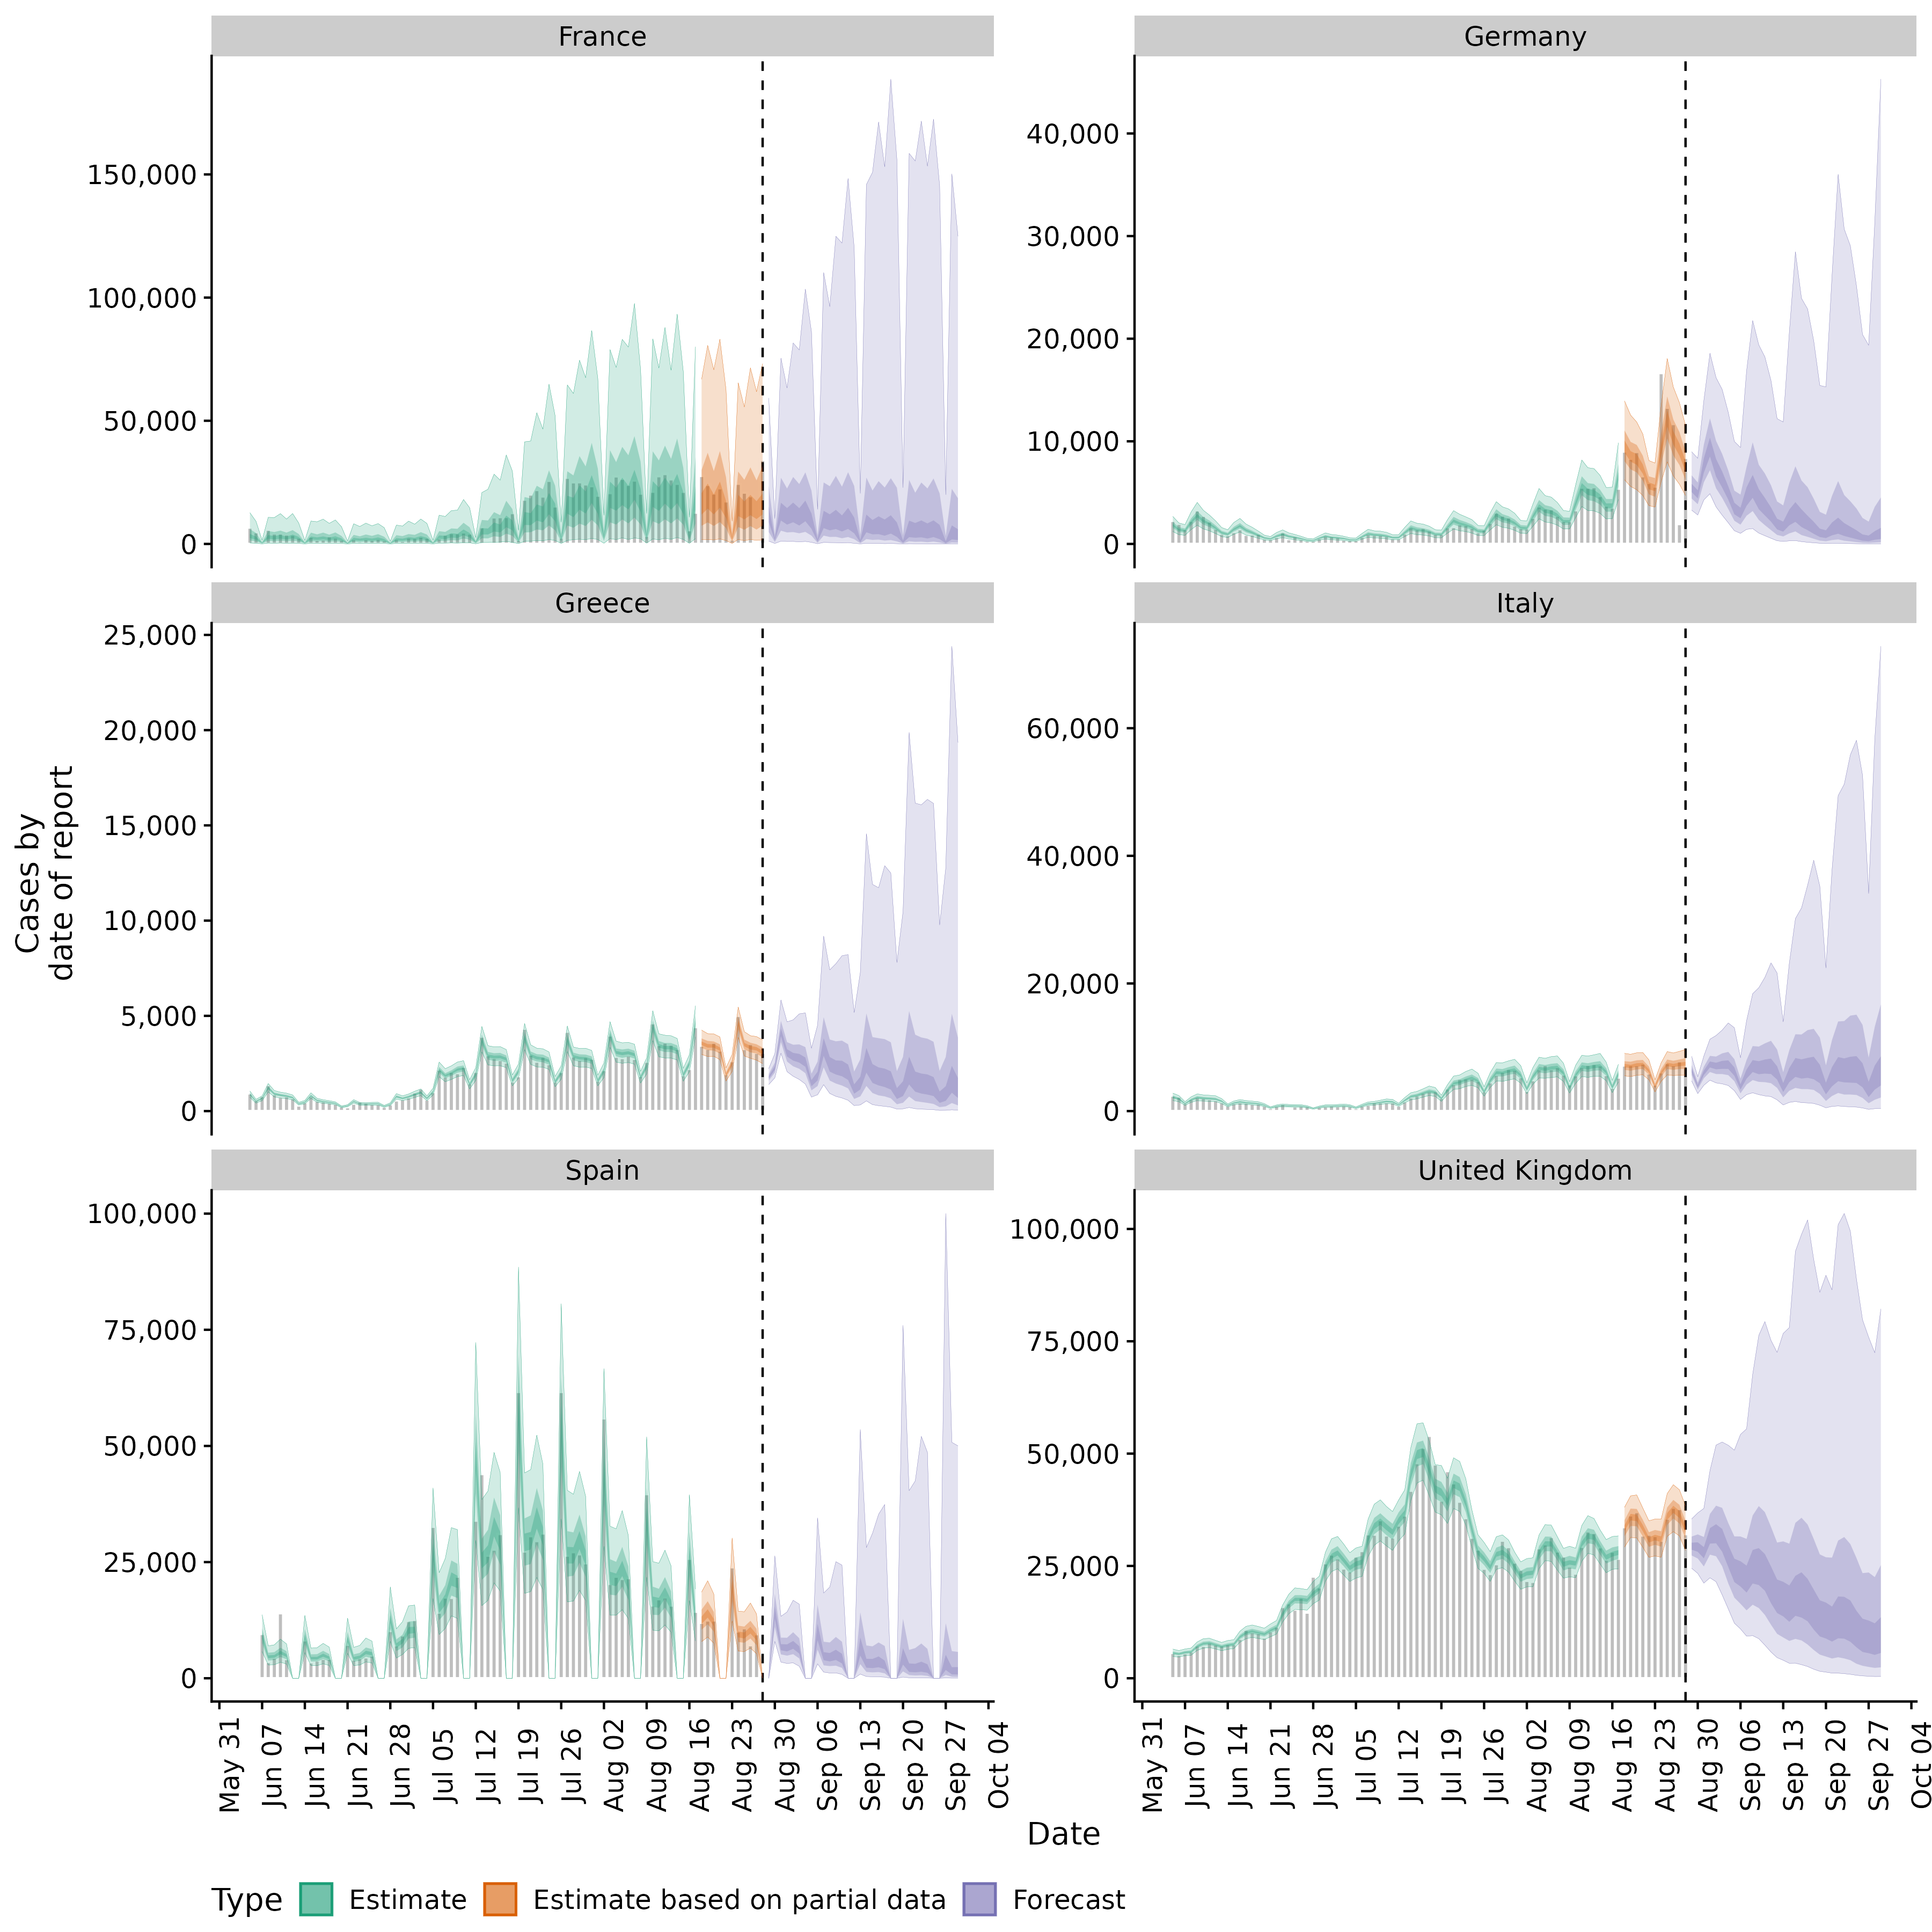 France
Germany
150,000
100,000
50,000
0
40,000
30,000
20,000
10,000
0
Greece
Italy
25,000
20,000
15,000
10,000
5,000
0
60,000
40,000
20,000
0
Cases by
date of report
Spain
United Kingdom
100,000
75,000
50,000
25,000
0
100,000
75,000
50,000
25,000
0
May 31 Jun 07 Jun 14 Jun 21 Jun 28 Jul 05 Jul 12 Jul 19 Jul 26 Aug 02 Aug 09 Aug 16 Aug 23 Aug 30 Sep 06 Sep 13 Sep 20 Sep 27 Oct 04
May 31 Jun 07 Jun 14 Jun 21 Jun 28 Jul 05 Jul 12 Jul 19 Jul 26 Aug 02 Aug 09 Aug 16 Aug 23 Aug 30 Sep 06 Sep 13 Sep 20 Sep 27 Oct 04
Date
Type Estimate Estimate based on partial data Forecast